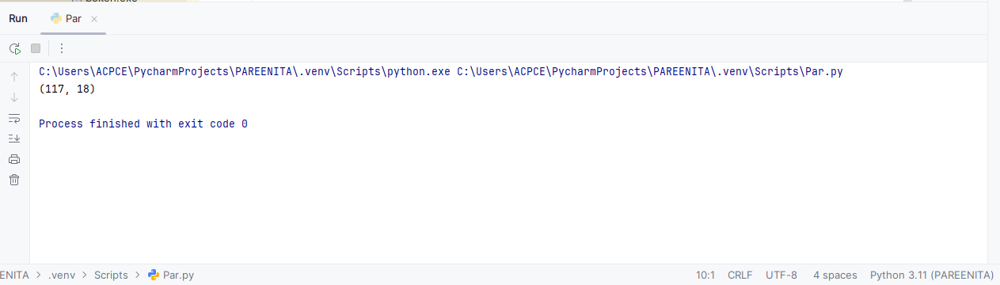 boken.exe
Run Par
C:\Users\ACPCE\PycharmProjects\PAREENITA\.venv\Scripts\python.exe C:\Users\ACPCE\PycharmProjects\PAREENITA\.venv\Scripts\Par.py
(117, 18)
Process finished with exit code 0
ENITA > .venv > Scripts > Par.py 10:1 CRLF UTF-8 4 spaces Python 3.11 (PAREENITA)